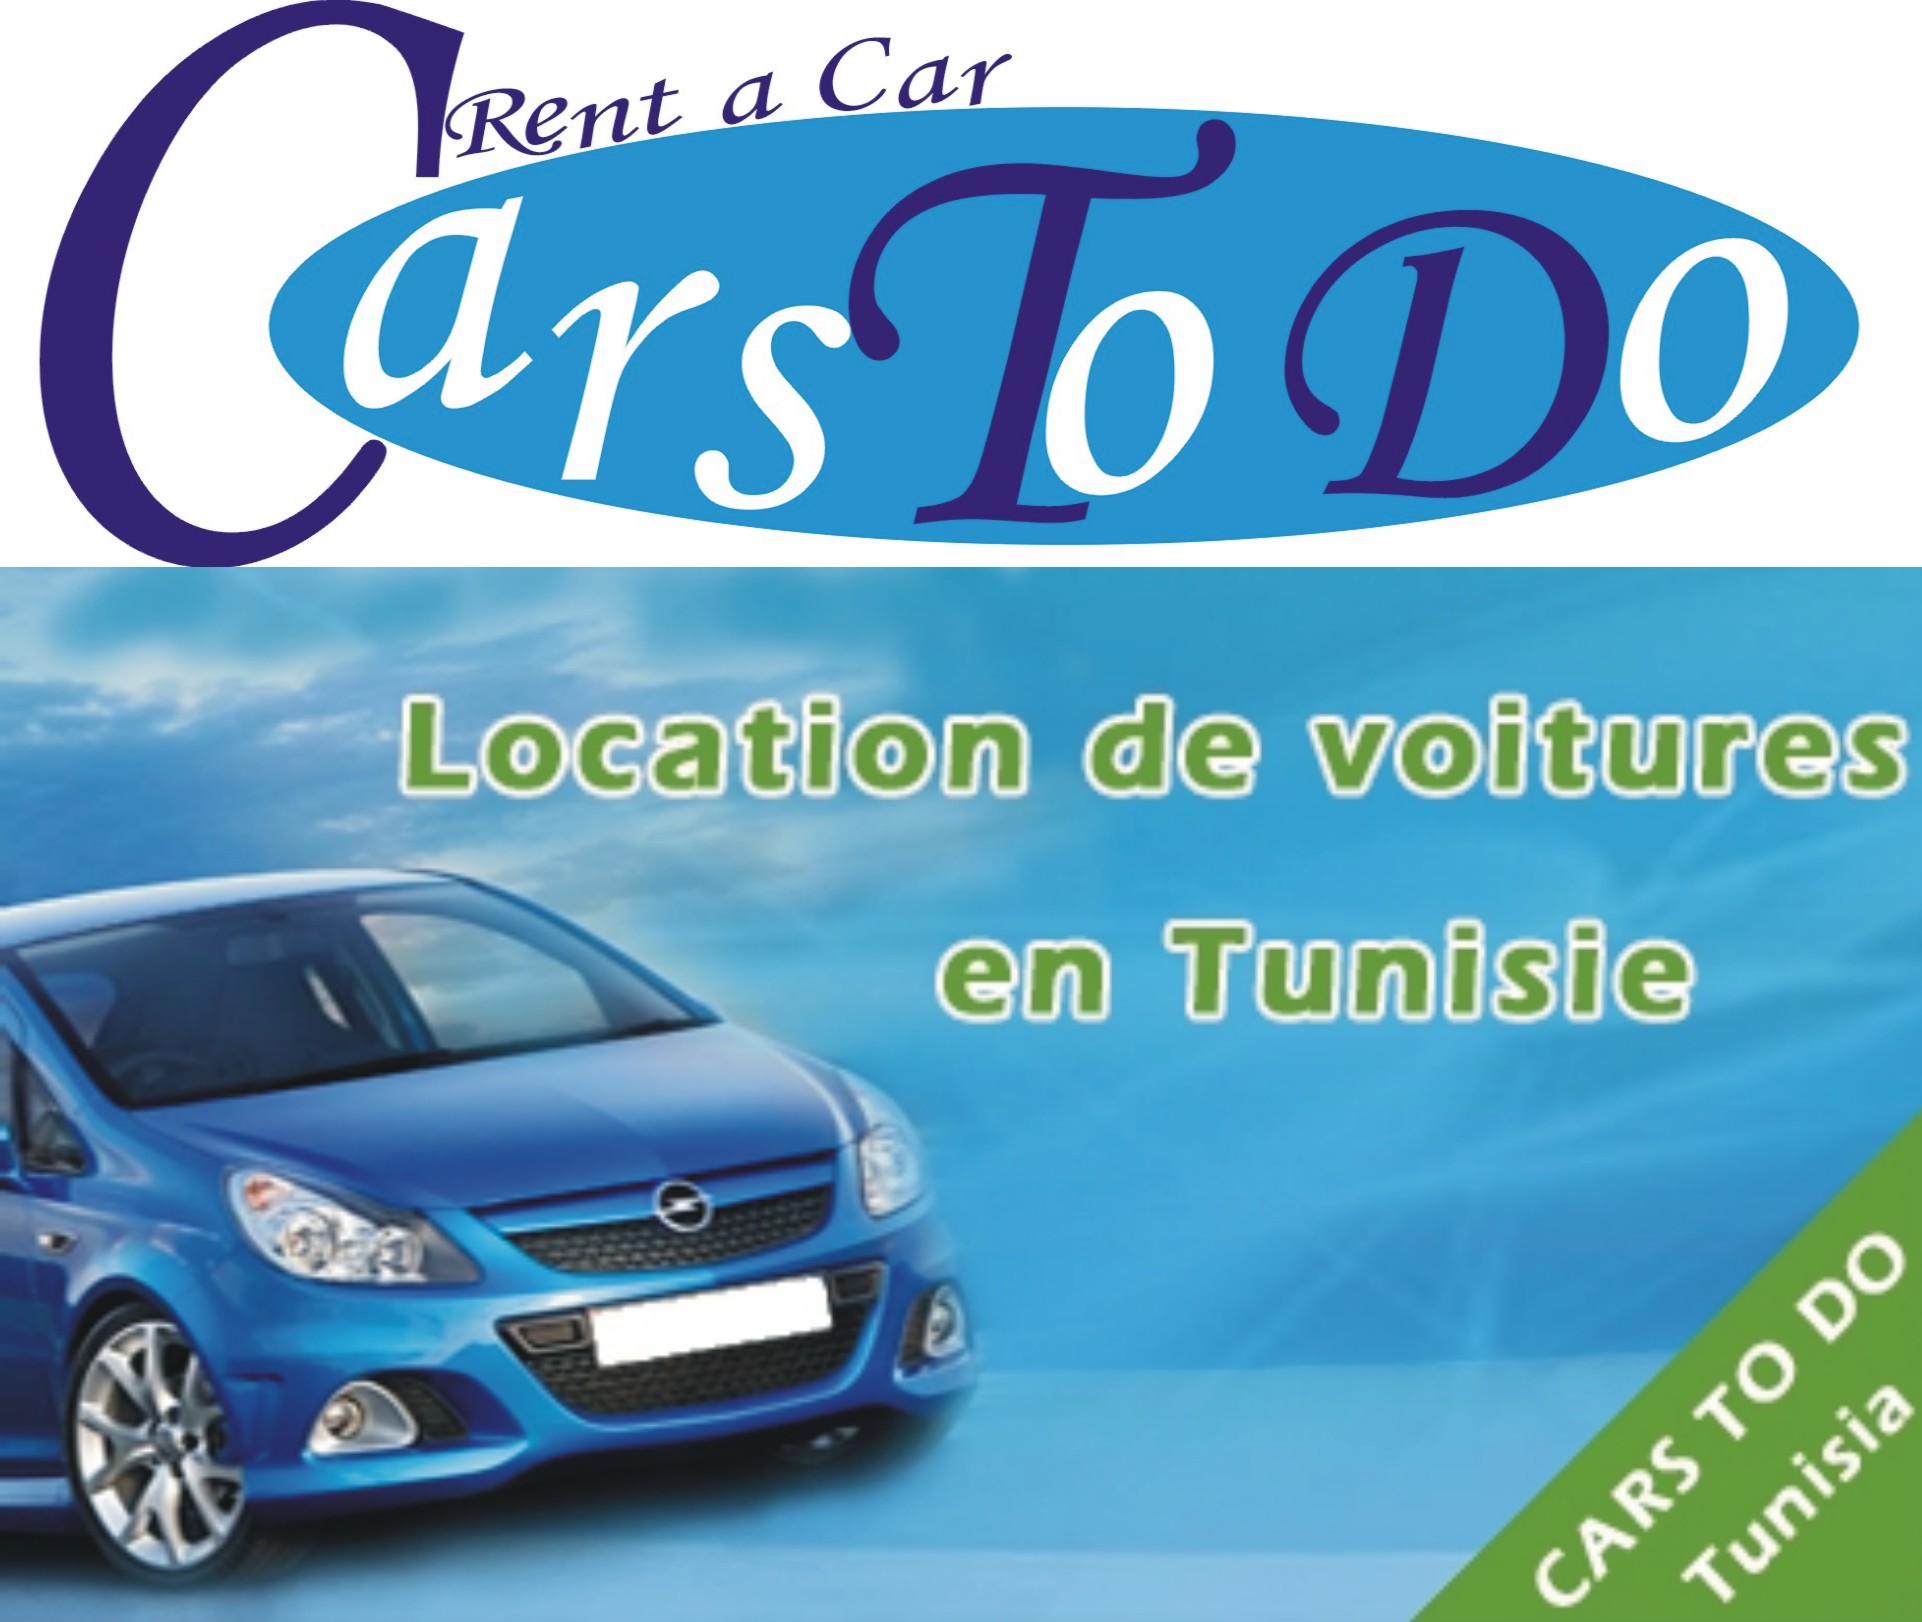 Rent a Car
Cars To Do
Location de voitures
en Tunisie
CARS TO DO
Tunisia